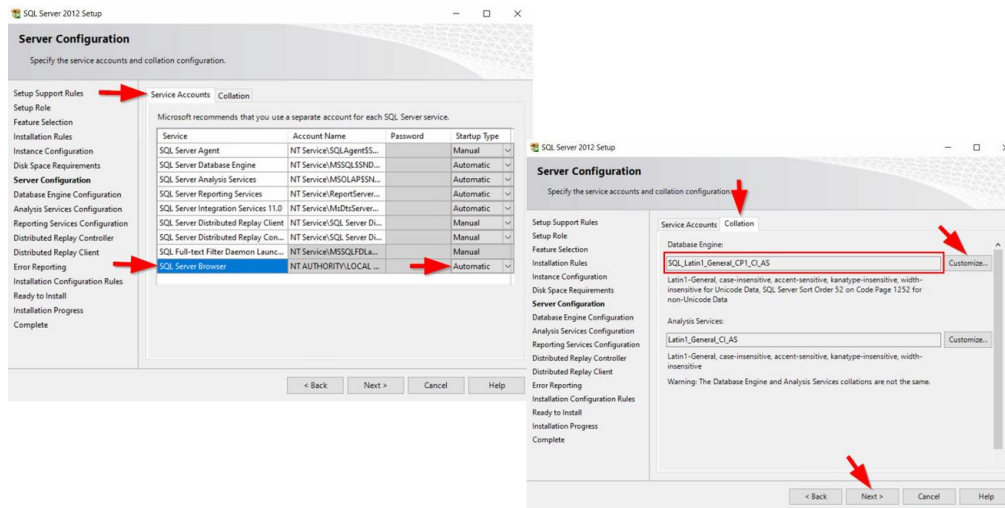 SQL Server 2012 Setup
Server Configuration
Specify the service accounts and collation configuration.
Setup Support Rules
Setup Role
Feature Selection
Installation Rules
Instance Configuration
Disk Space Requirements
Server Configuration
Database Engine Configuration
Analysis Services Configuration
Reporting Services Configuration
Distributed Replay Controller
Distributed Replay Client
Error Reporting
Installation Configuration Rules
Ready to Install
Installation Progress
Complete
Service Accounts Collation
Microsoft recommends that you use a separate account for each SQL Server service.
Service Account Name Password Startup Type
SQL Server Agent NT Service\SQLAgent$S... Manual
SQL Server Database Engine NT Service\MSSQL$SND... Automatic
SQL Server Analysis Services NT Service\MSOLAP$SN... Automatic
SQL Server Reporting Services NT Service\ReportServer... Automatic
SQL Server Integration Services 11.0 NT Service\MsDtsServer... Automatic
SQL Server Distributed Replay Client NT Service\SQL Server Di... Manual
SQL Server Distributed Replay Con... NT Service\SQL Server Di... Manual
SQL Full-text Filter Daemon Launc... NT Service\MSSQLFDLa... Manual
SQL Server Browser NT AUTHORITY\LOCAL ... Automatic
< Back Next > Cancel Help
SQL Server 2012 Setup
Server Configuration
Specify the service accounts and collation configuration.
Setup Support Rules
Setup Role
Feature Selection
Installation Rules
Instance Configuration
Disk Space Requirements
Server Configuration
Database Engine Configuration
Analysis Services Configuration
Reporting Services Configuration
Distributed Replay Controller
Distributed Replay Client
Error Reporting
Installation Configuration Rules
Ready to Install
Installation Progress
Complete
Service Accounts Collation
Database Engine:
SQL_Latin1_General_CP1_CI_AS Customize...
Latin1-General, case-insensitive, accent-sensitive, kanatype-insensitive, width-
insensitive for Unicode Data, SQL Server Sort Order 52 on Code Page 1252 for
non-Unicode Data
Analysis Services:
Latin1_General_CI_AS Customize...
Latin1-General, case-insensitive, accent-sensitive, kanatype-insensitive, width-
insensitive
Warning: The Database Engine and Analysis Services collations are not the same.
< Back Next > Cancel Help